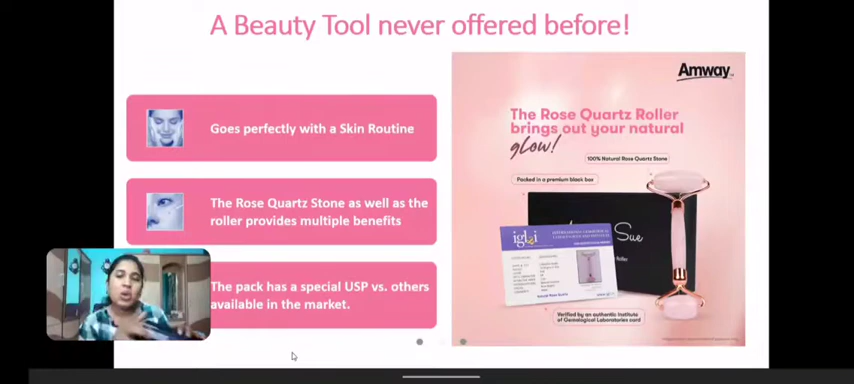 A Beauty Tool never offered before!
Goes perfectly with a Skin Routine
The Rose Quartz Stone as well as the
roller provides multiple benefits
The pack has a special USP vs. others
available in the market.
Amway
The Rose Quartz Roller
brings out your natural
glow!
100% Natural Rose Quartz Stone
Packed in a premium black box
Sue
Verified by an authentic Institute
of Gemological Laboratories card